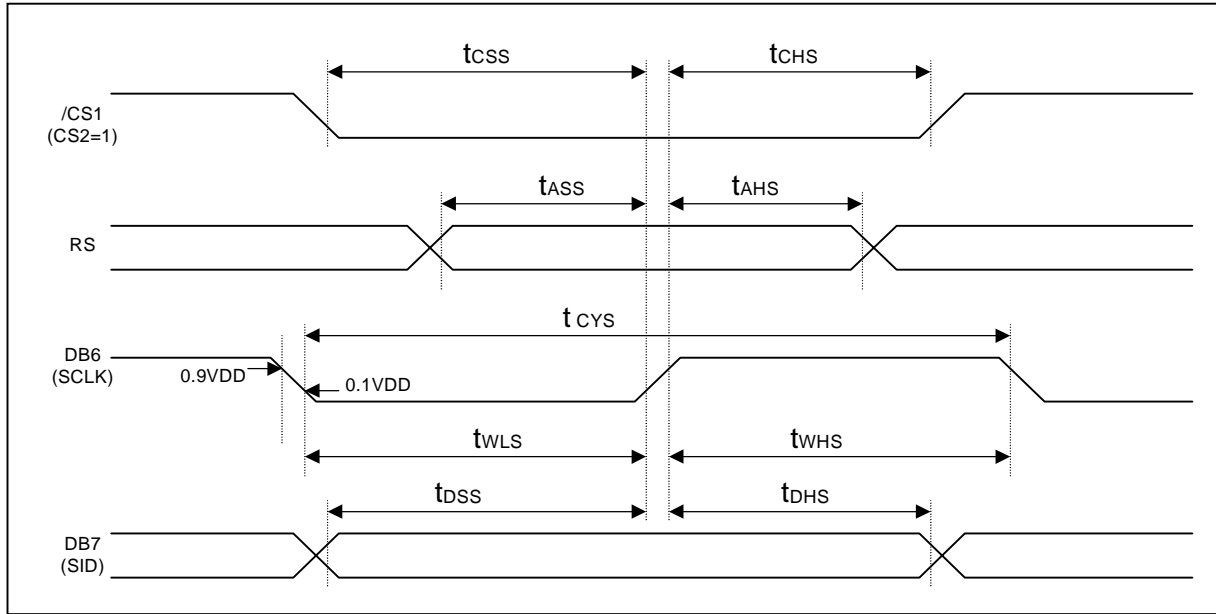 tCSS tCHS
/CS1
(CS2=1)
tASS tAHS
RS
tCYS
DB6
(SCLK)
0.9VDD 0.1VDD
tWLS tWHS
tDSS tDHS
DB7
(SID)